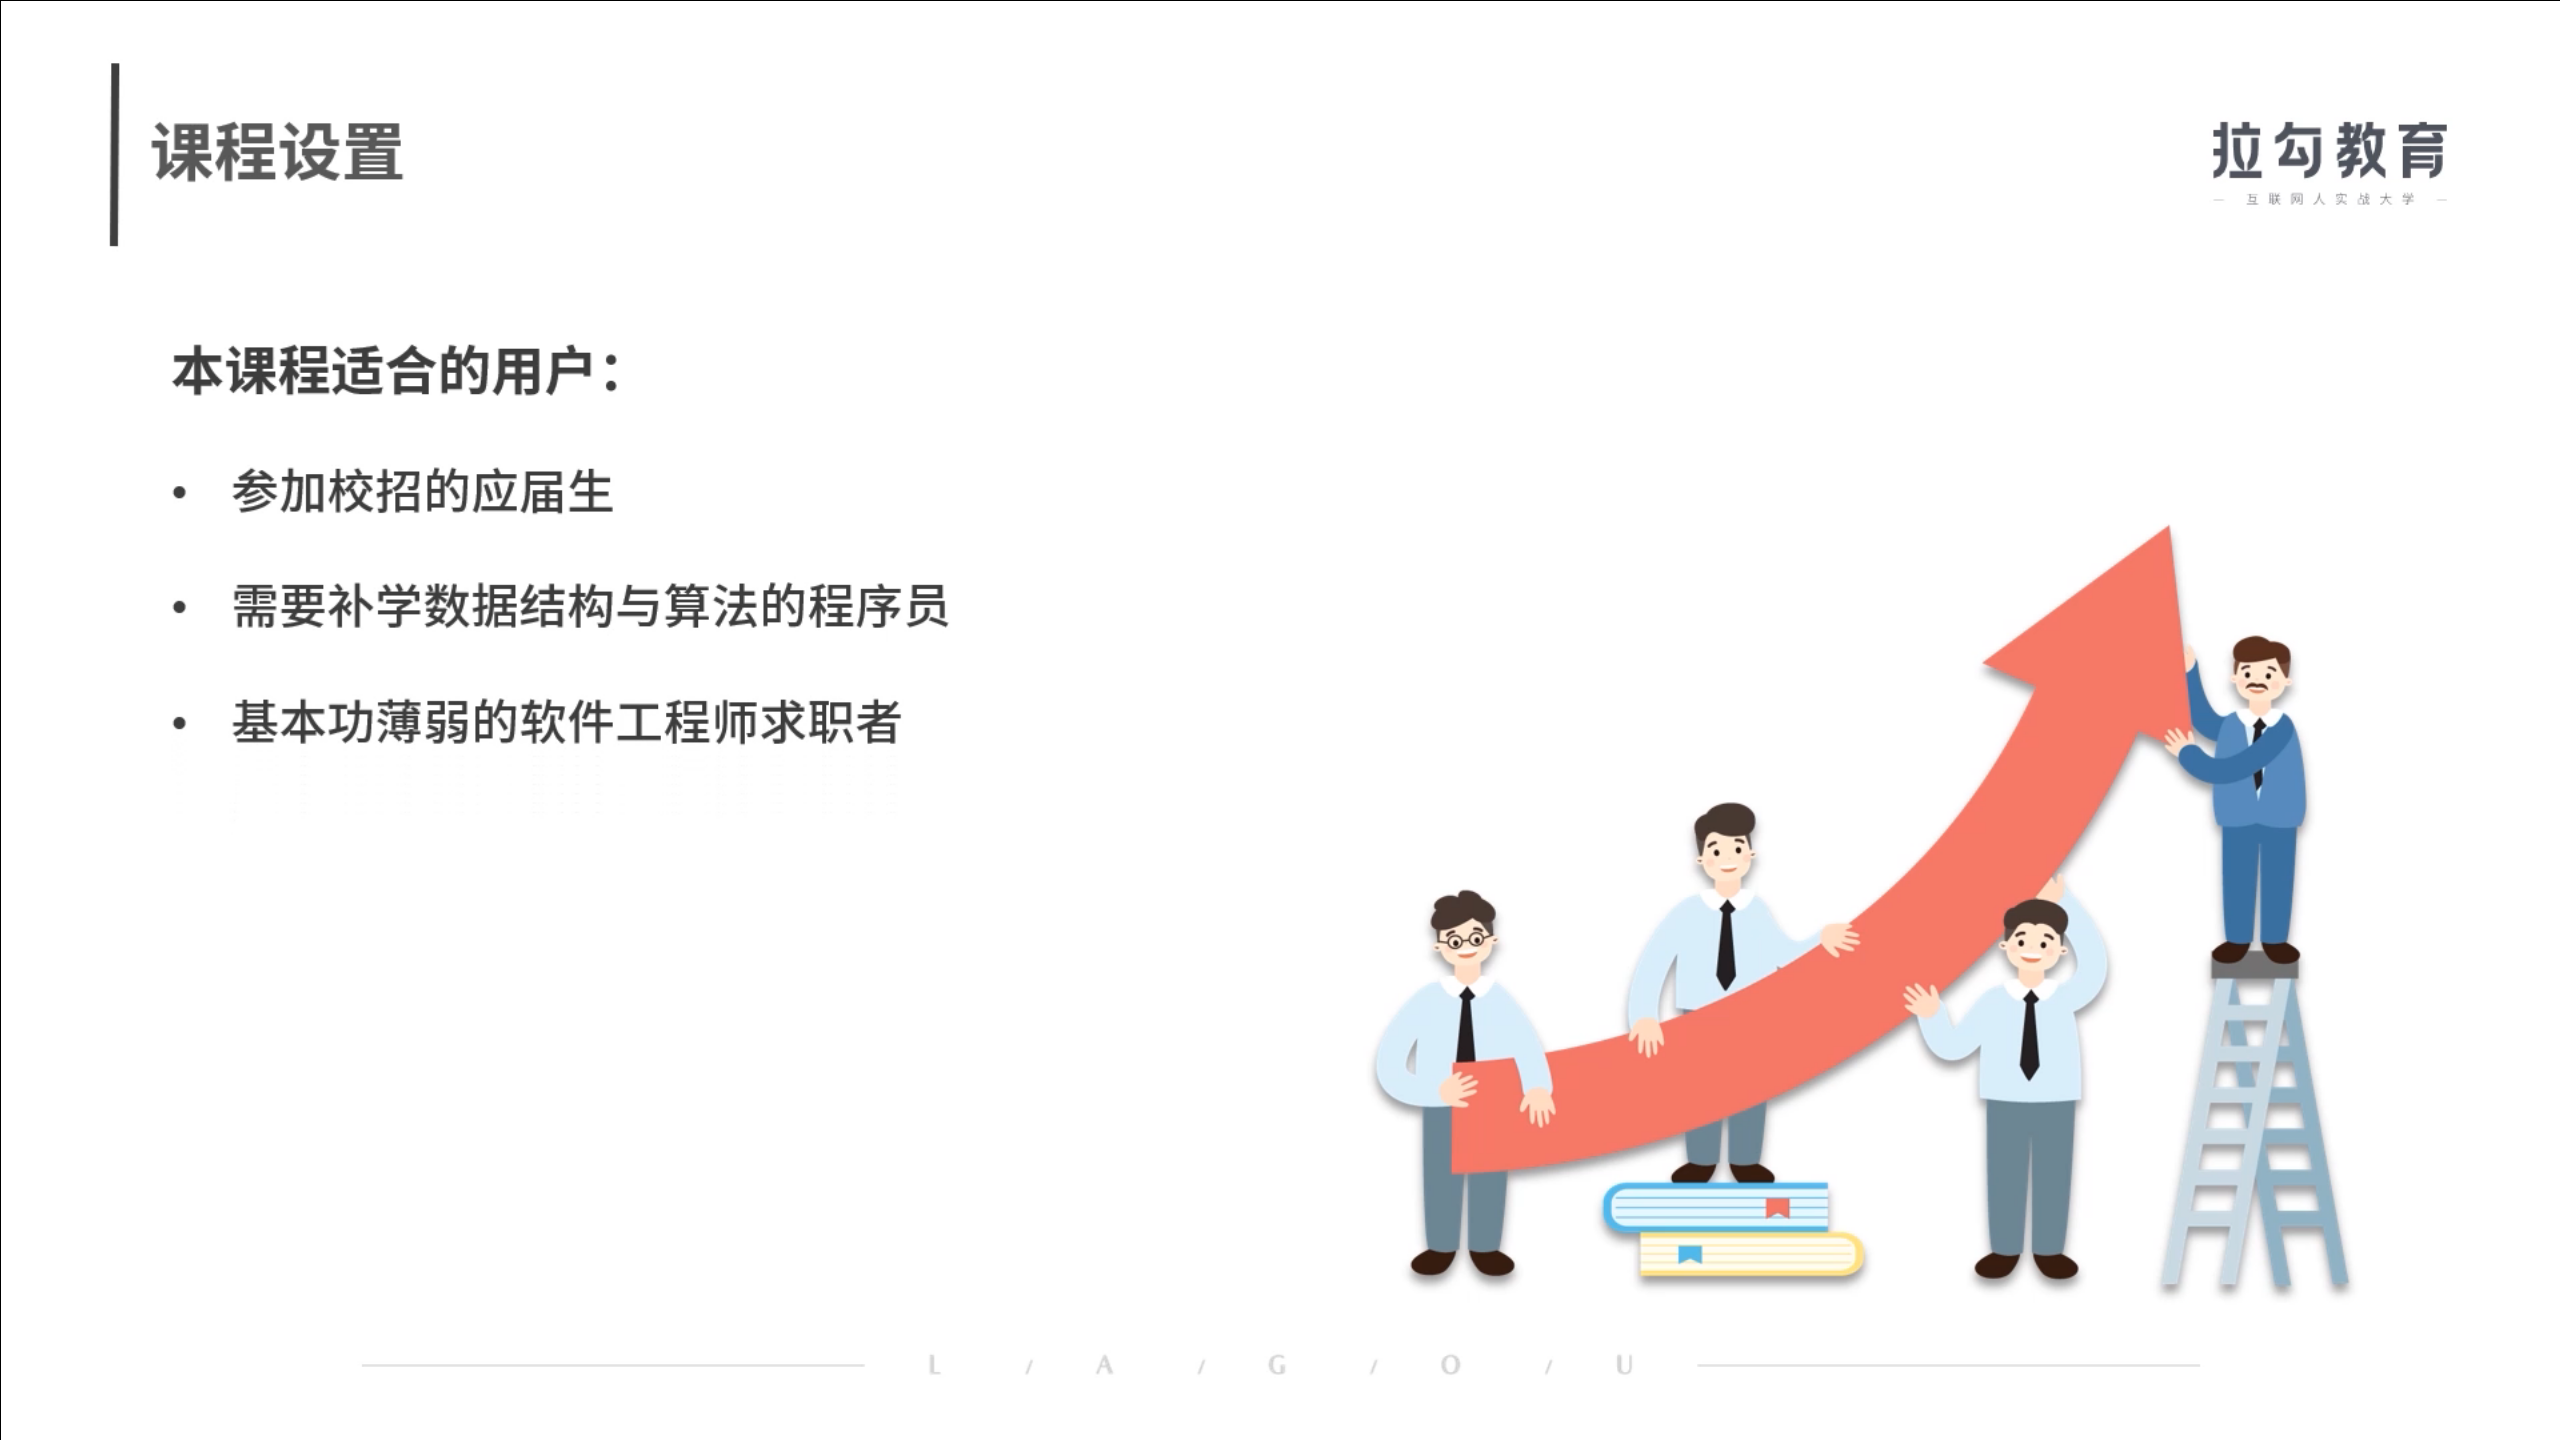 课程设置
拉勾教育
— 互联网人实战大学 —
本课程适合的用户：
• 参加校招的应届生
• 需要补学数据结构与算法的程序员
• 基本功薄弱的软件工程师求职者
L / A / G / O / U